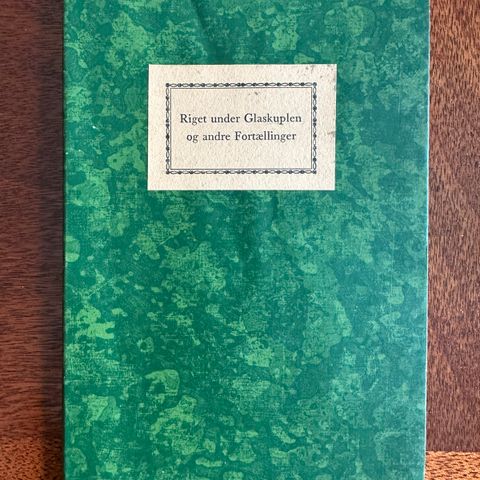 Riget under Glaskuplen
og andre Fortællinger